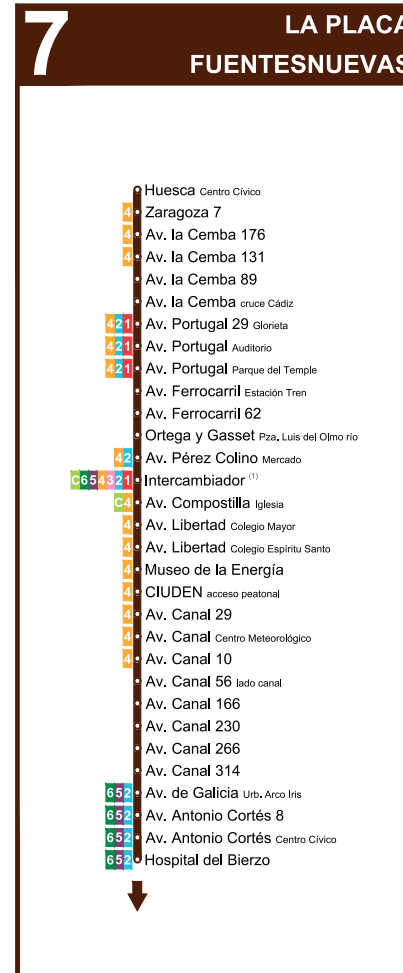 7
LA PLACA
FUENTESNUEVAS
Huesca Centro Cívico
4 Zaragoza 7
4 Av. la Cemba 176
4 Av. la Cemba 131
Av. la Cemba 89
Av. la Cemba cruce Cádiz
4 2 1 Av. Portugal 29 Glorieta
4 2 1 Av. Portugal Auditorio
4 2 1 Av. Portugal Parque del Temple
Av. Ferrocarril Estación Tren
Av. Ferrocarril 62
Ortega y Gasset Pza. Luis del Olmo río
4 2 Av. Pérez Colino Mercado
C 6 5 4 3 2 1 Intercambiador (1)
C 4 Av. Compostilla Iglesia
4 Av. Libertad Colegio Mayor
4 Av. Libertad Colegio Espíritu Santo
4 Museo de la Energía
4 CIUDEN acceso peatonal
4 Av. Canal 29
4 Av. Canal Centro Meteorológico
4 Av. Canal 10
Av. Canal 56 lado canal
Av. Canal 166
Av. Canal 230
Av. Canal 266
Av. Canal 314
6 5 2 Av. de Galicia Urb. Arco Iris
6 5 2 Av. Antonio Cortés 8
6 5 2 Av. Antonio Cortés Centro Cívico
6 5 2 Hospital del Bierzo